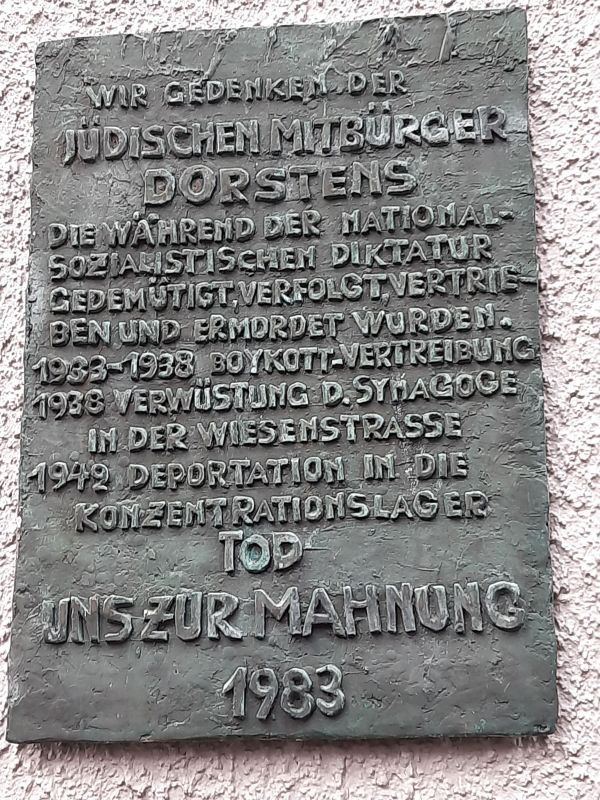 WIR GEDENKEN DER
JÜDISCHEN MITBÜRGER
DORSTENS
DIE WÄHREND DER NATIONAL-
SOZIALISTISCHEN DIKTATUR
GEDEMÜTIGT, VERFOLGT, VERTRIE-
BEN UND ERMORDET WURDEN.
1933-1938 BOYKOTT-VERTREIBUNG
1938 VERWÜSTUNG D. SYNAGOGE
IN DER WIESENSTRASSE
1942 DEPORTATION IN DIE
KONZENTRATIONSLAGER
TOD
UNS ZUR MAHNUNG
1983